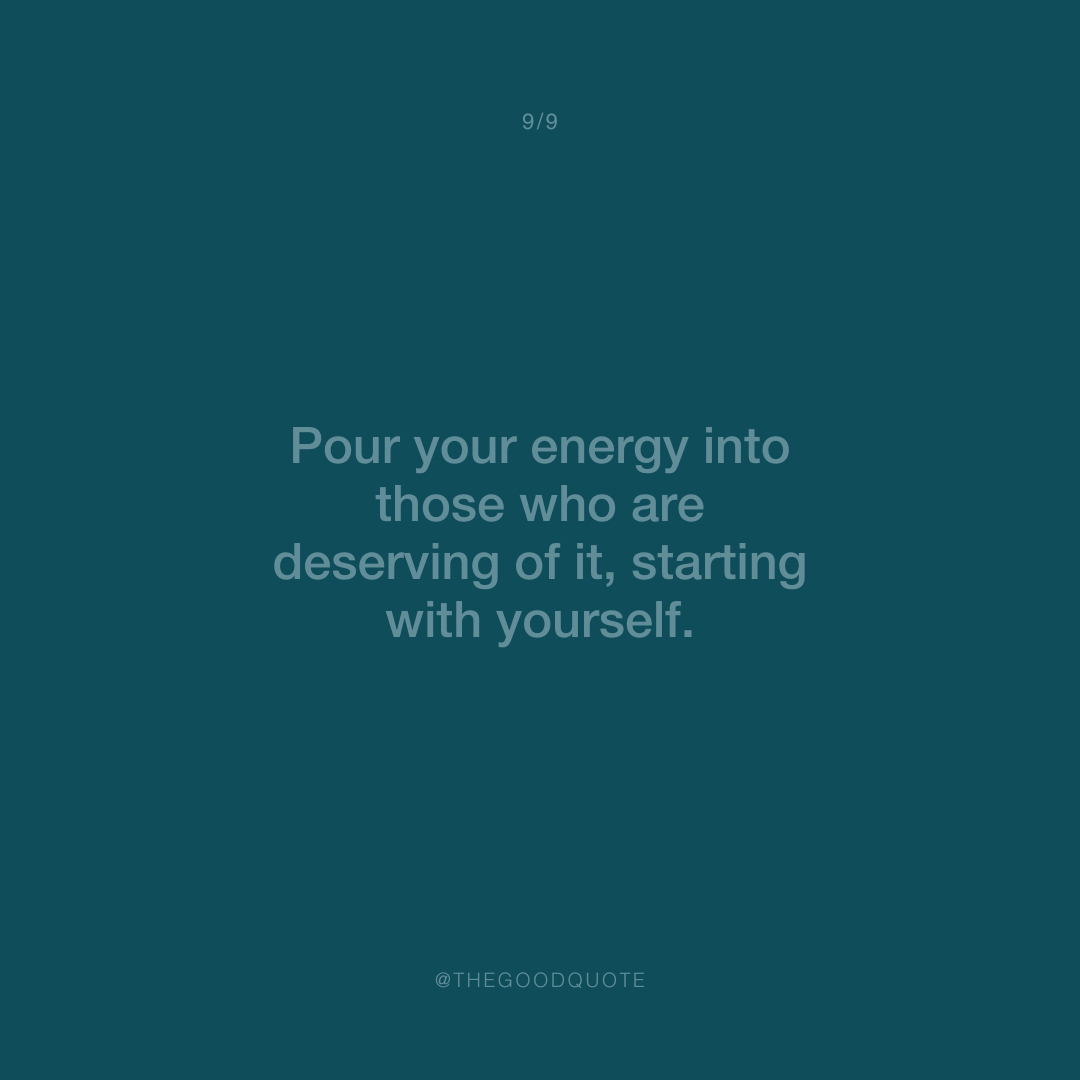 9/9
Pour your energy into
those who are
deserving of it, starting
with yourself.
@THEGOODQUOTE